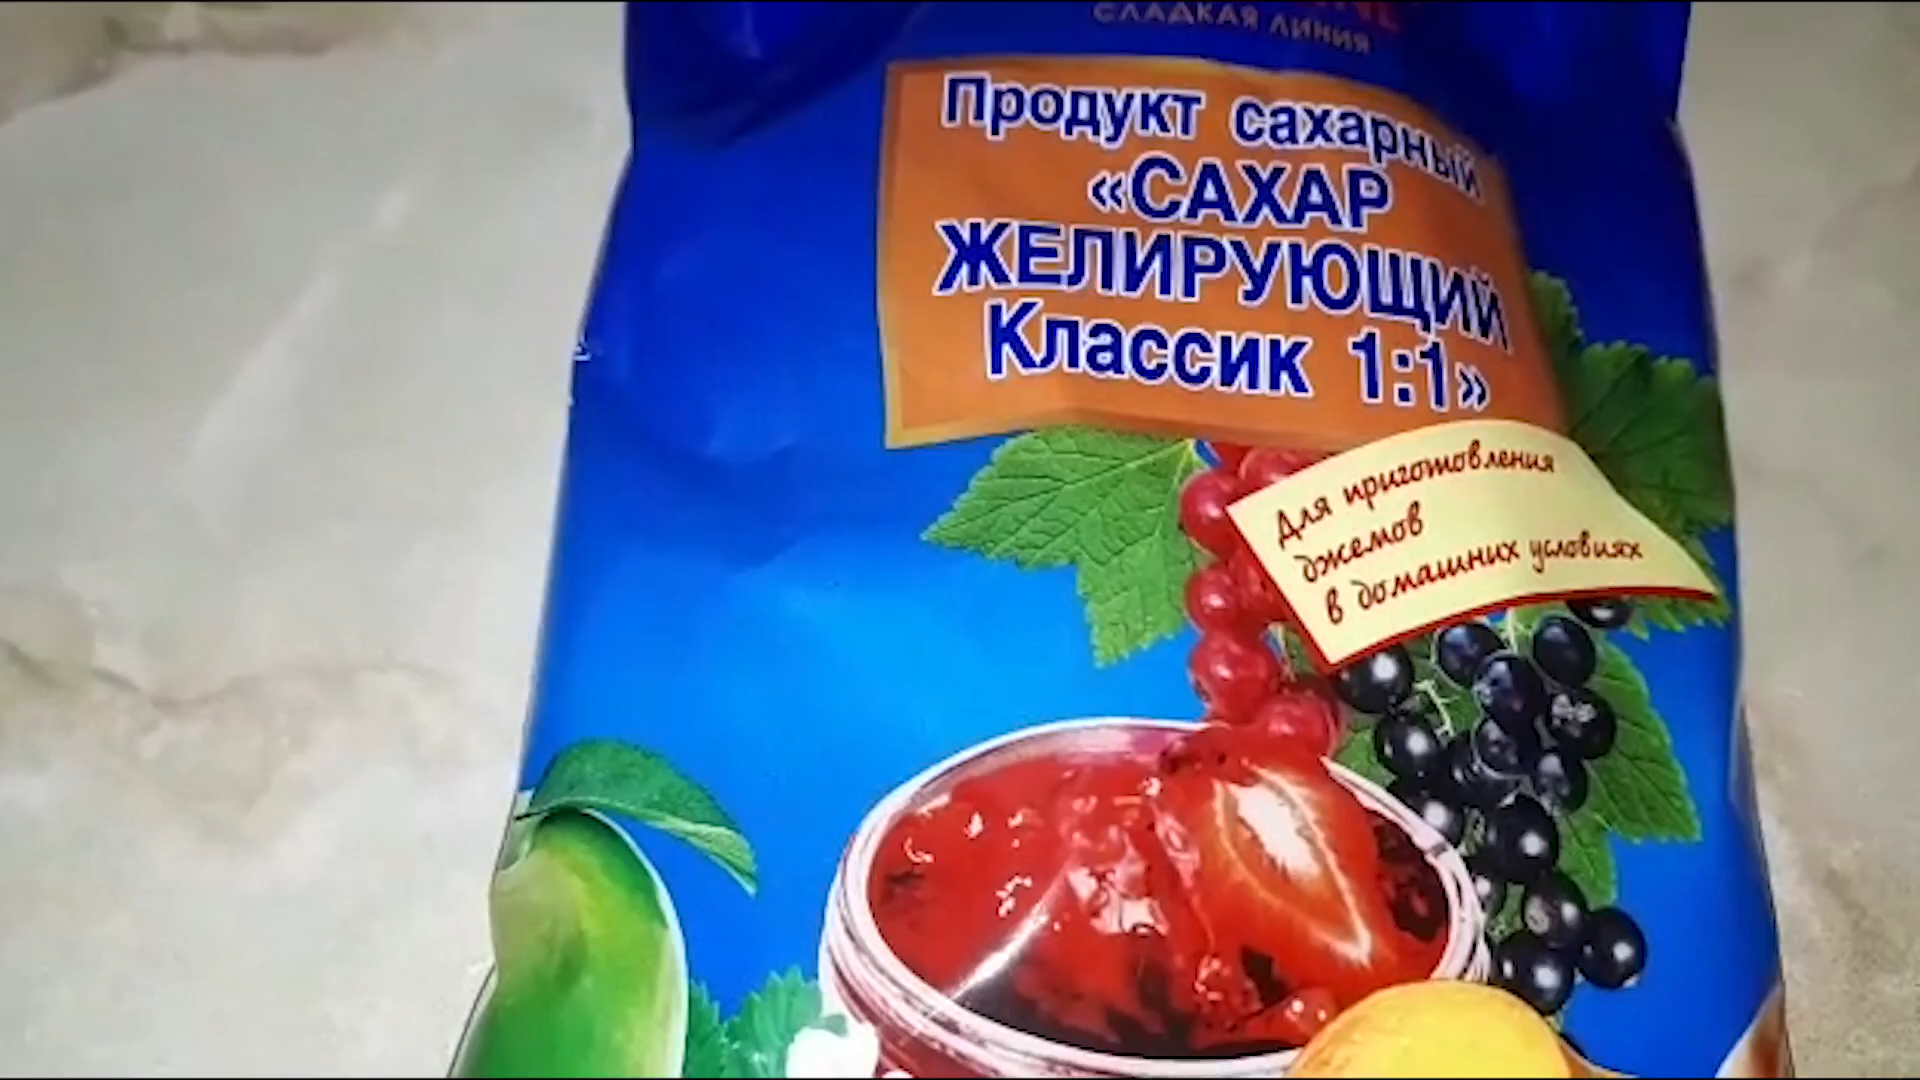 СЛАДКАЯ ЛИНИЯ
Продукт сахарный
«САХАР
ЖЕЛИРУЮЩИЙ
Классик 1:1»
Для приготовления
джемов
в домашних условиях